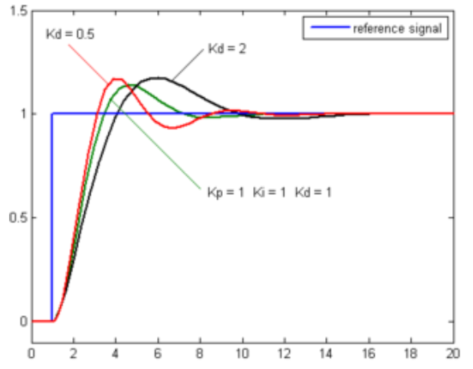 1.5
reference signal
Kd = 0.5
Kd = 2
1
Kp = 1 Ki = 1 Kd = 1
0.5
0
0 2 4 6 8 10 12 14 16 18 20